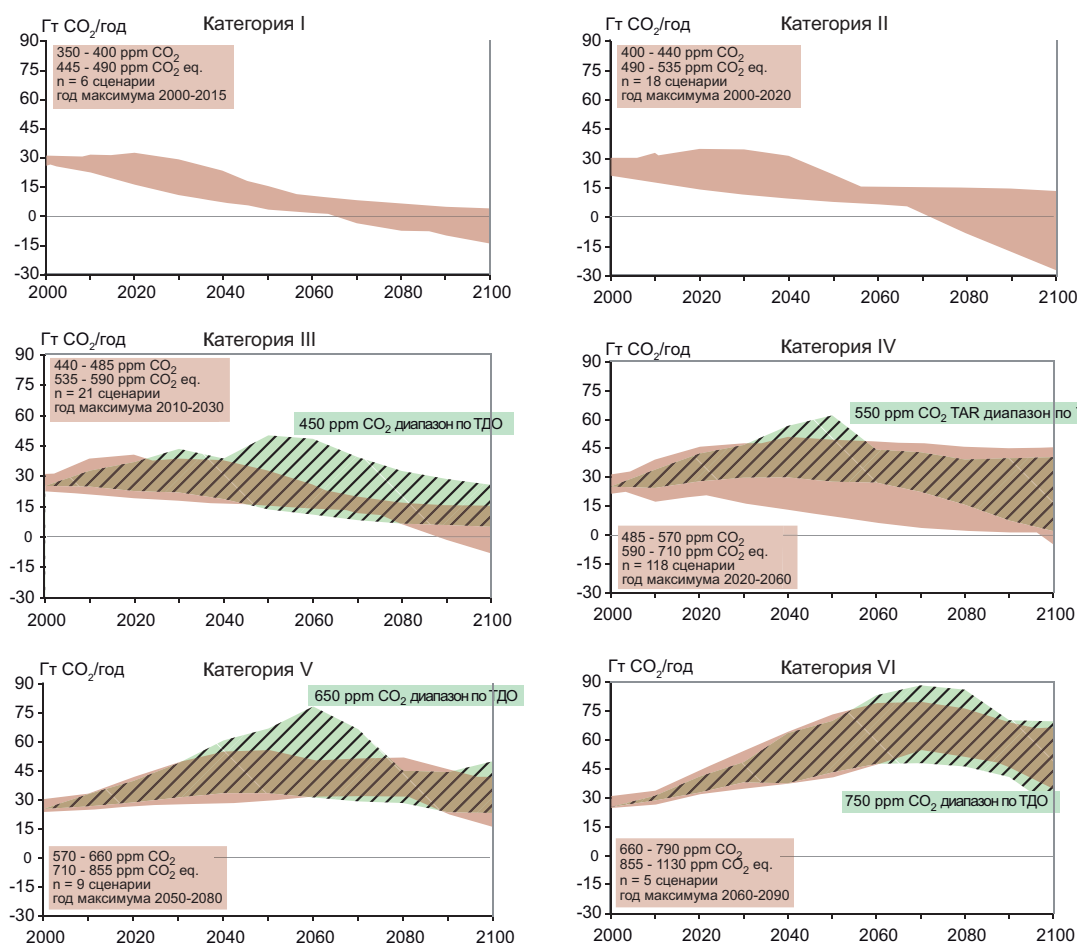 Гт CO2/год
Категория I
90
75
60
45
30
15
0
-15
-30
350 - 400 ppm CO2
445 - 490 ppm CO2 eq.
n = 6 сценарии
год максимума 2000-2015
2000 2020 2040 2060 2080 2100
Гт CO2/год
Категория II
90
75
60
45
30
15
0
-15
-30
400 - 440 ppm CO2
490 - 535 ppm CO2 eq.
n = 18 сценарии
год максимума 2000-2020
2000 2020 2040 2060 2080 2100
Гт CO2/год
Категория III
90
75
60
45
30
15
0
-15
-30
440 - 485 ppm CO2
535 - 590 ppm CO2 eq.
n = 21 сценарии
год максимума 2010-2030
450 ppm CO2 диапазон по ТДО
2000 2020 2040 2060 2080 2100
Гт CO2/год
Категория IV
90
75
60
45
30
15
0
-15
-30
550 ppm CO2 TAR диапазон по
485 - 570 ppm CO2
590 - 710 ppm CO2 eq.
n = 118 сценарии
год максимума 2020-2060
2000 2020 2040 2060 2080 2100
Гт CO2/год
Категория V
90
75
60
45
30
15
0
-15
-30
650 ppm CO2 диапазон по ТДО
570 - 660 ppm CO2
710 - 855 ppm CO2 eq.
n = 9 сценарии
год максимума 2050-2080
2000 2020 2040 2060 2080 2100
Гт CO2/год
Категория VI
90
75
60
45
30
15
0
-15
-30
750 ppm CO2 диапазон по ТДО
660 - 790 ppm CO2
855 - 1130 ppm CO2 eq.
n = 5 сценарии
год максимума 2060-2090
2000 2020 2040 2060 2080 2100